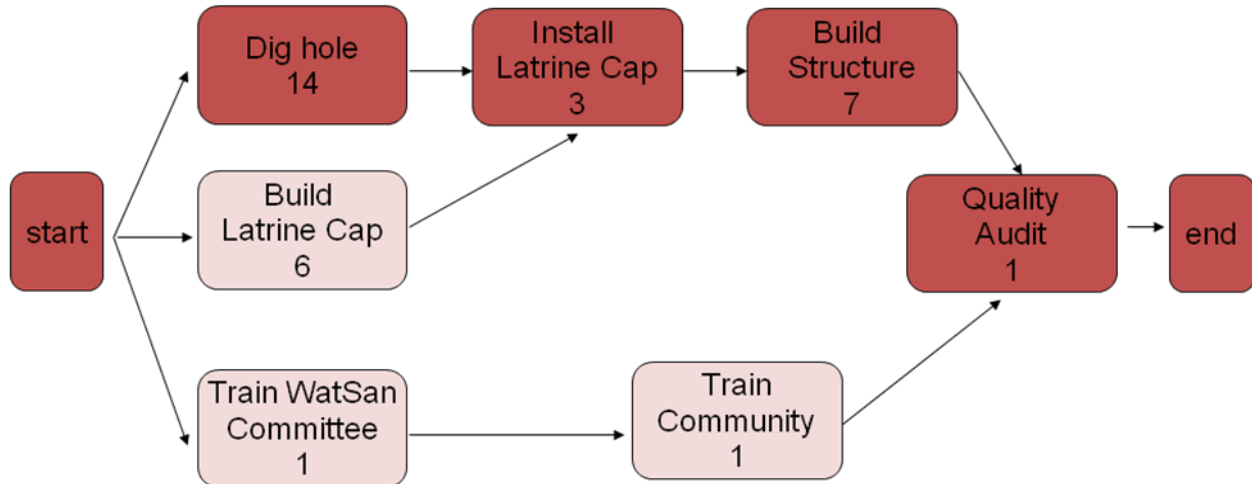 Dig hole
14
Install
Latrine Cap
3
Build
Structure
7
start
Build
Latrine Cap
6
Quality
Audit
1
end
Train WatSan
Committee
1
Train
Community
1